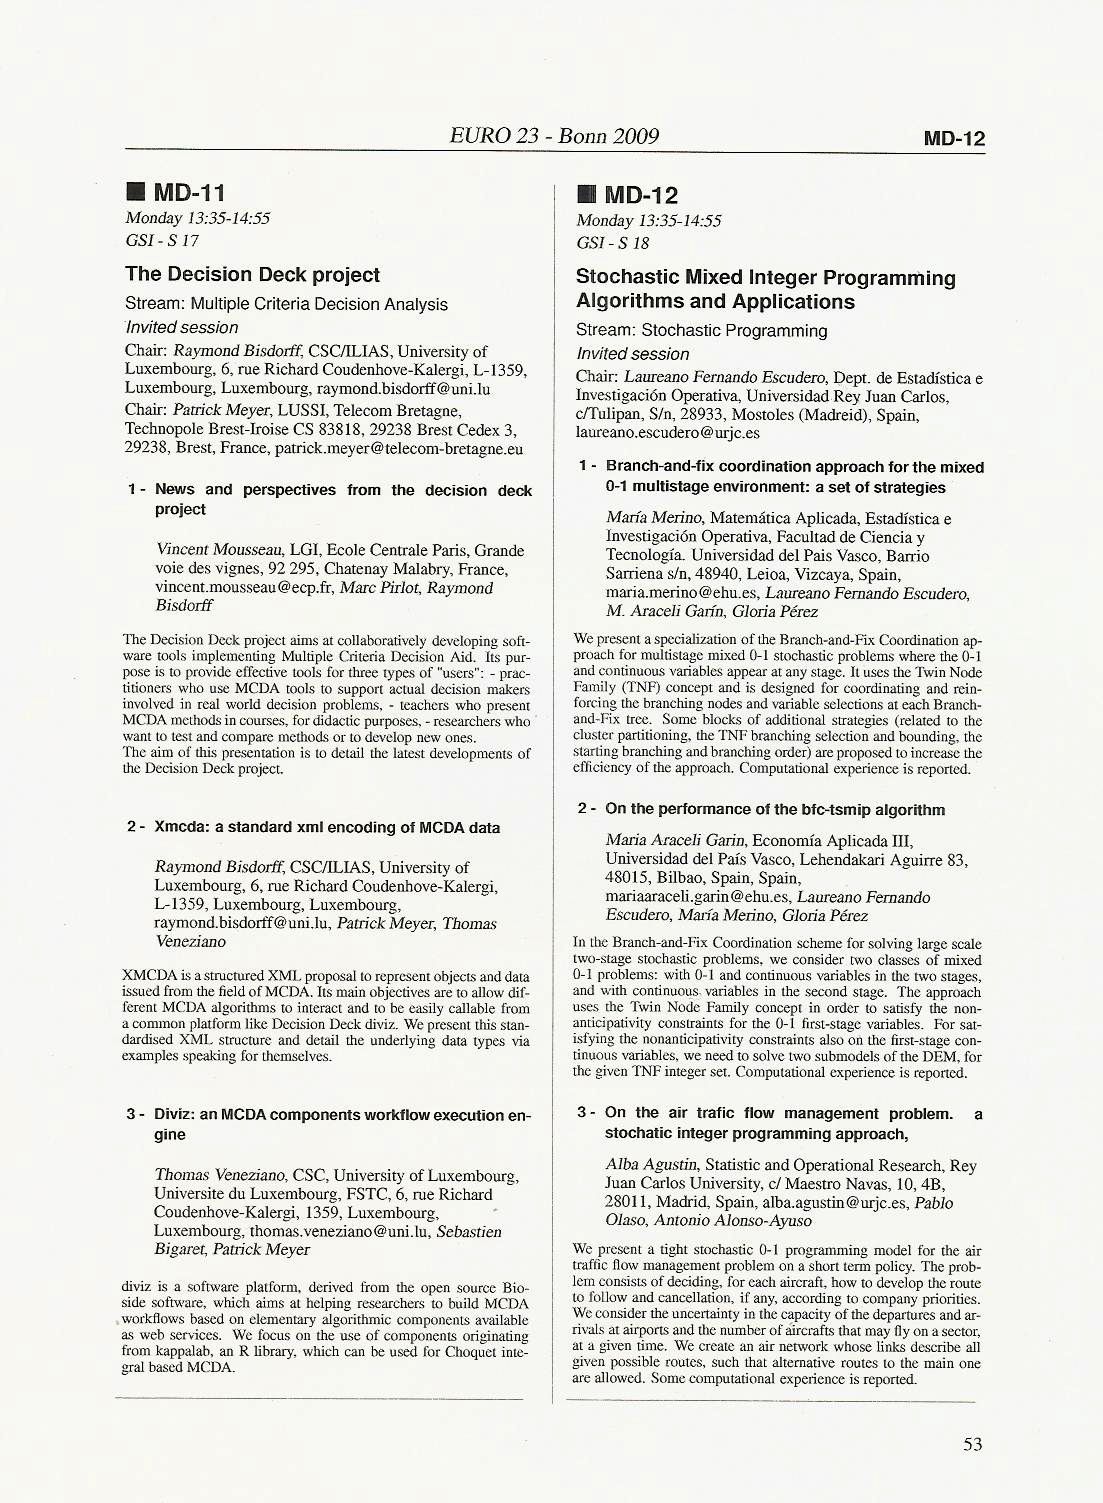 EURO 23 - Bonn 2009
MD-12
■ MD-11
Monday 13:35-14:55
GSI - S 17
The Decision Deck project
Stream: Multiple Criteria Decision Analysis
Invited session
Chair: Raymond Bisdorff, CSC/ILIAS, University of
Luxembourg, 6, rue Richard Coudenhove-Kalergi, L-1359,
Luxembourg, Luxembourg, raymond.bisdorff@uni.lu
Chair: Patrick Meyer, LUSSI, Telecom Bretagne,
Technopole Brest-Iroise CS 83818, 29238 Brest Cedex 3,
29238, Brest, France, patrick.meyer@telecom-bretagne.eu
1 - News and perspectives from the decision deck
project
Vincent Mousseau, LGI, Ecole Centrale Paris, Grande
voie des vignes, 92 295, Chatenay Malabry, France,
vincent.mousseau@ecp.fr, Marc Pirlot, Raymond
Bisdorff
The Decision Deck project aims at collaboratively developing soft-
ware tools implementing Multiple Criteria Decision Aid. Its pur-
pose is to provide effective tools for three types of "users": - prac-
titioners who use MCDA tools to support actual decision makers
involved in real world decision problems, - teachers who present
MCDA methods in courses, for didactic purposes, - researchers who
want to test and compare methods or to develop new ones.
The aim of this presentation is to detail the latest developments of
the Decision Deck project.
2 - Xmcda: a standard xml encoding of MCDA data
Raymond Bisdorff, CSC/ILIAS, University of
Luxembourg, 6, rue Richard Coudenhove-Kalergi,
L-1359, Luxembourg, Luxembourg,
raymond.bisdorff@uni.lu, Patrick Meyer, Thomas
Veneziano
XMCDA is a structured XML proposal to represent objects and data
issued from the field of MCDA. Its main objectives are to allow dif-
ferent MCDA algorithms to interact and to be easily callable from
a common platform like Decision Deck diviz. We present this stan-
dardised XML structure and detail the underlying data types via
examples speaking for themselves.
3 - Diviz: an MCDA components workflow execution en-
gine
Thomas Veneziano, CSC, University of Luxembourg,
Universite du Luxembourg, FSTC, 6, rue Richard
Coudenhove-Kalergi, 1359, Luxembourg,
Luxembourg, thomas.veneziano@uni.lu, Sebastien
Bigaret, Patrick Meyer
diviz is a software platform, derived from the open source Bio-
side software, which aims at helping researchers to build MCDA
workflows based on elementary algorithmic components available
as web services. We focus on the use of components originating
from kappalab, an R library, which can be used for Choquet inte-
gral based MCDA.
■ MD-12
Monday 13:35-14:55
GSI - S 18
Stochastic Mixed Integer Programming
Algorithms and Applications
Stream: Stochastic Programming
Invited session
Chair: Laureano Fernando Escudero, Dept. de Estadística e
Investigación Operativa, Universidad Rey Juan Carlos,
c/Tulipan, S/n, 28933, Mostoles (Madreid), Spain,
laureano.escudero@urjc.es
1 - Branch-and-fix coordination approach for the mixed
0-1 multistage environment: a set of strategies
María Merino, Matemática Aplicada, Estadística e
Investigación Operativa, Facultad de Ciencia y
Tecnología. Universidad del Pais Vasco, Barrio
Sarriena s/n, 48940, Leioa, Vizcaya, Spain,
maria.merino@ehu.es, Laureano Fernando Escudero,
M. Araceli Garín, Gloria Pérez
We present a specialization of the Branch-and-Fix Coordination ap-
proach for multistage mixed 0-1 stochastic problems where the 0-1
and continuous variables appear at any stage. It uses the Twin Node
Family (TNF) concept and is designed for coordinating and rein-
forcing the branching nodes and variable selections at each Branch-
and-Fix tree. Some blocks of additional strategies (related to the
cluster partitioning, the TNF branching selection and bounding, the
starting branching and branching order) are proposed to increase the
efficiency of the approach. Computational experience is reported.
2 - On the performance of the bfc-tsmip algorithm
Maria Araceli Garin, Economía Aplicada III,
Universidad del País Vasco, Lehendakari Aguirre 83,
48015, Bilbao, Spain, Spain,
mariaaraceli.garin@ehu.es, Laureano Fernando
Escudero, María Merino, Gloria Pérez
In the Branch-and-Fix Coordination scheme for solving large scale
two-stage stochastic problems, we consider two classes of mixed
0-1 problems: with 0-1 and continuous variables in the two stages,
and with continuous variables in the second stage. The approach
uses the Twin Node Family concept in order to satisfy the non-
anticipativity constraints for the 0-1 first-stage variables. For sat-
isfying the nonanticipativity constraints also on the first-stage con-
tinuous variables, we need to solve two submodels of the DEM, for
the given TNF integer set. Computational experience is reported.
3 - On the air trafic flow management problem. a
stochatic integer programming approach,
Alba Agustin, Statistic and Operational Research, Rey
Juan Carlos University, c/ Maestro Navas, 10, 4B,
28011, Madrid, Spain, alba.agustin@urjc.es, Pablo
Olaso, Antonio Alonso-Ayuso
We present a tight stochastic 0-1 programming model for the air
traffic flow management problem on a short term policy. The prob-
lem consists of deciding, for each aircraft, how to develop the route
to follow and cancellation, if any, according to company priorities.
We consider the uncertainty in the capacity of the departures and ar-
rivals at airports and the number of aircrafts that may fly on a sector,
at a given time. We create an air network whose links describe all
given possible routes, such that alternative routes to the main one
are allowed. Some computational experience is reported.
53